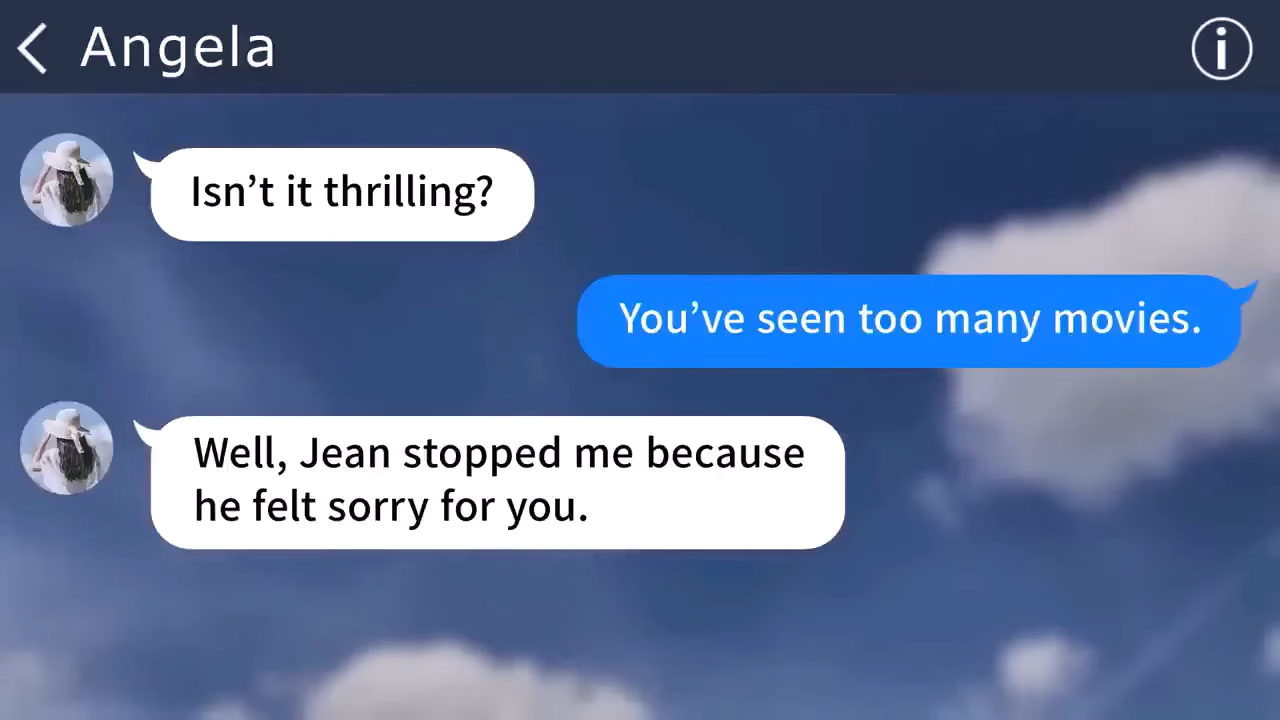 Angela
Isn’t it thrilling?
You’ve seen too many movies.
Well, Jean stopped me because
he felt sorry for you.